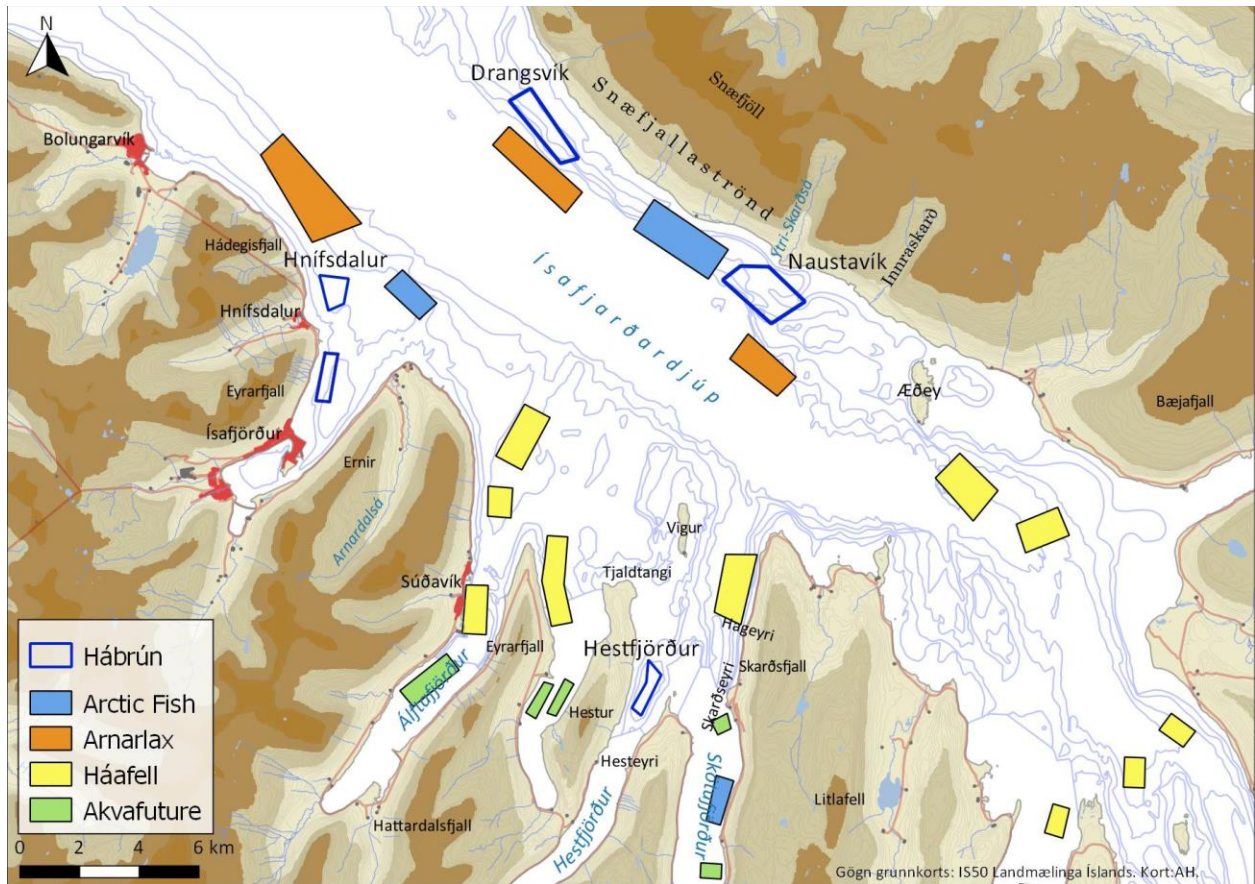 N
Drangsvík
Snæfjöll
Snæfjallaströnd
Bolungarvík
Ytri-Skarðsá
Innraskarð
Hádegisfjall
Hnífsdalur
Naustavík
Ísafjarðardjúp
Hnífsdalur
Eyrarfjall
Æðey
Bæjafjall
Ísafjörður
Ernir
Arnardalsá
Vigur
Súðavík
Tjaldtangi
Hageyri
Eyrarfjall
Hestfjörður
Skarðsfjall
Skarðseyri
Álftafjörður
Hestur
Hesteyri
Skötufjörður
Litlafell
Hattardalsfjall
Hestfjörður
Hábrún
Arctic Fish
Arnarlax
Háafell
Akvafuture
0 2 4 6 km
Gögn grunnkorts: IS50 Landmælinga Íslands. Kort:AH.